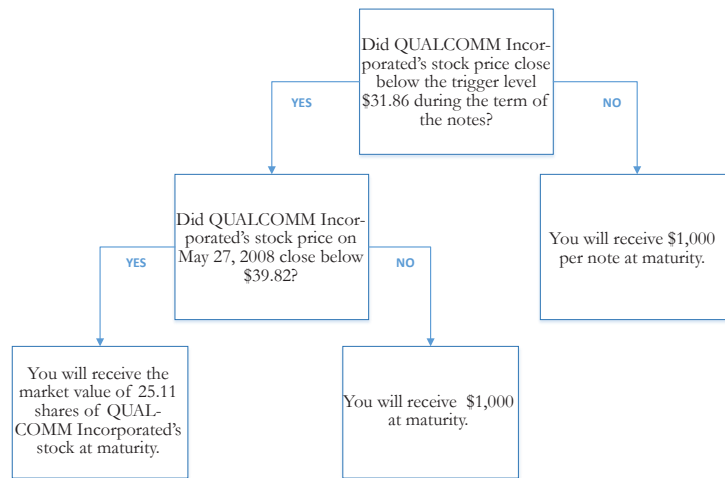 Did QUALCOMM Incor-
porated's stock price close
below the trigger level
$31.86 during the term of
the notes?
YES
NO
Did QUALCOMM Incor-
porated's stock price on
May 27, 2008 close below
$39.82?
You will receive $1,000
per note at maturity.
YES
NO
You will receive the
market value of 25.11
shares of QUAL-
COMM Incorporated's
stock at maturity.
You will receive $1,000
at maturity.